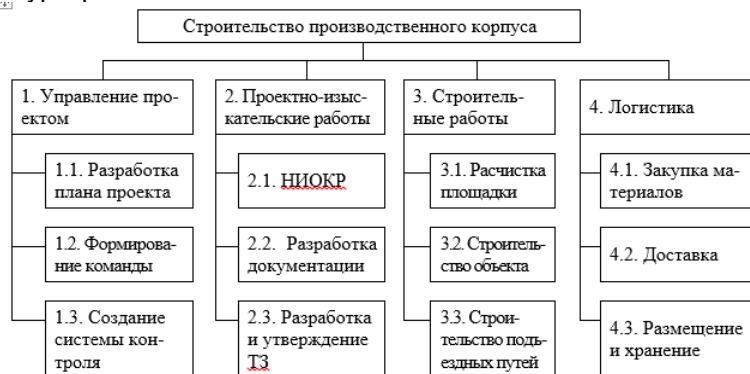 Строительство производственного корпуса
1. Управление про-
ектом
2. Проектно-изыс-
кательские работы
3. Строитель-
ные работы
4. Логистика
1.1. Разработка
плана проекта
2.1. НИОКР
3.1. Расчистка
площадки
4.1. Закупка ма-
териалов
1.2. Формирова-
ние команды
2.2. Разработка
документации
3.2. Строитель-
ство объекта
4.2. Доставка
1.3. Создание
системы кон-
троля
2.3. Разработка
и утверждение
ТЗ
3.3. Строи-
тельство подъ-
ездных путей
4.3. Размещение
и хранение